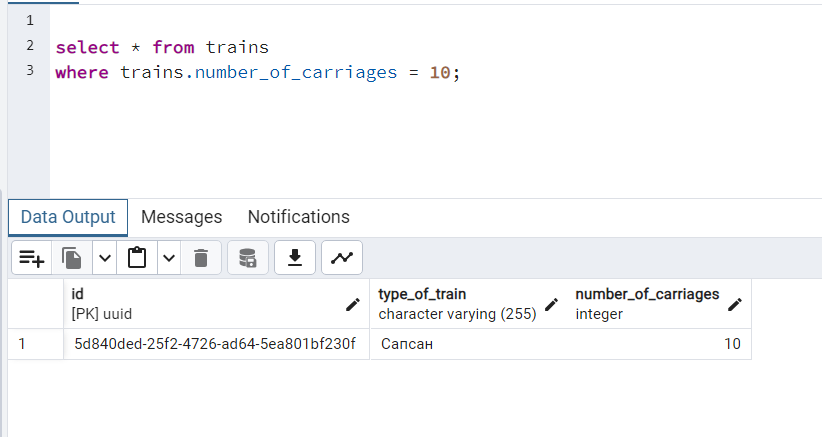 1
2 select * from trains
3 where trains.number_of_carriages = 10;
Data Output Messages Notifications
id type_of_train number_of_carriages
[PK] uuid character varying (255) integer
1 5d840ded-25f2-4726-ad64-5ea801bf230f Сапсан 10